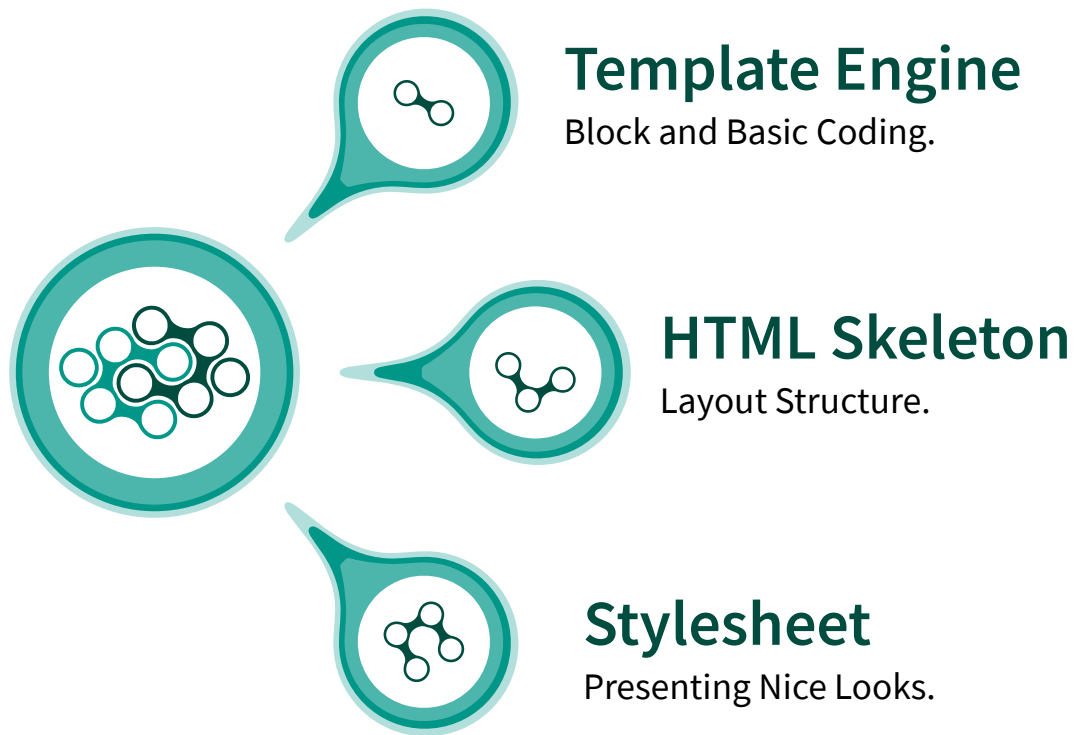 Template Engine
Block and Basic Coding.
HTML Skeleton
Layout Structure.
Stylesheet
Presenting Nice Looks.